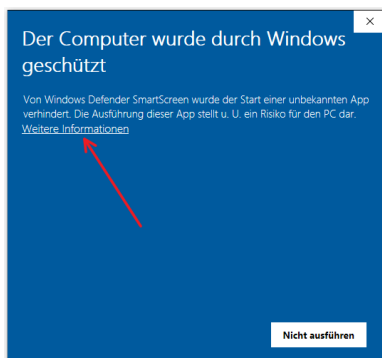 Der Computer wurde durch Windows
geschützt
Von Windows Defender SmartScreen wurde der Start einer unbekannten App
verhindert. Die Ausführung dieser App stellt u. U. ein Risiko für den PC dar.
Weitere Informationen
Nicht ausführen